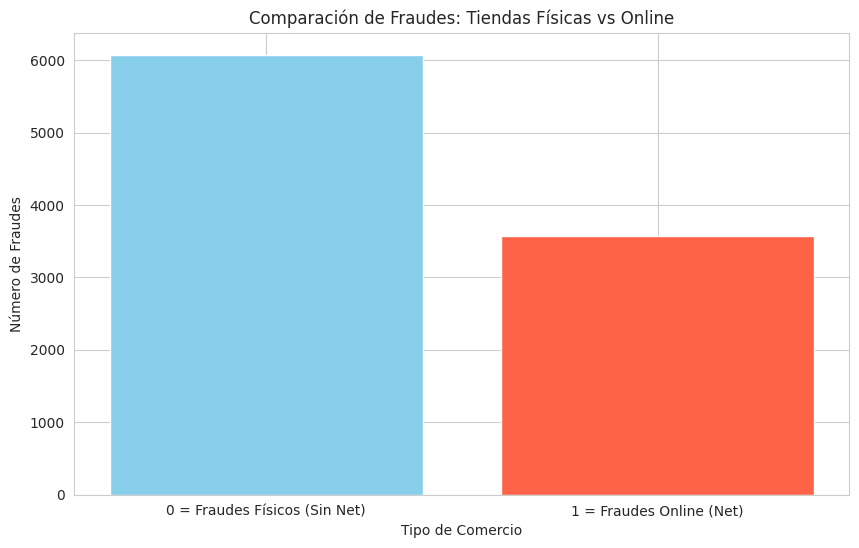 Comparación de Fraudes: Tiendas Físicas vs Online
Número de Fraudes
6000
5000
4000
3000
2000
1000
0
0 = Fraudes Físicos (Sin Net)
1 = Fraudes Online (Net)
Tipo de Comercio